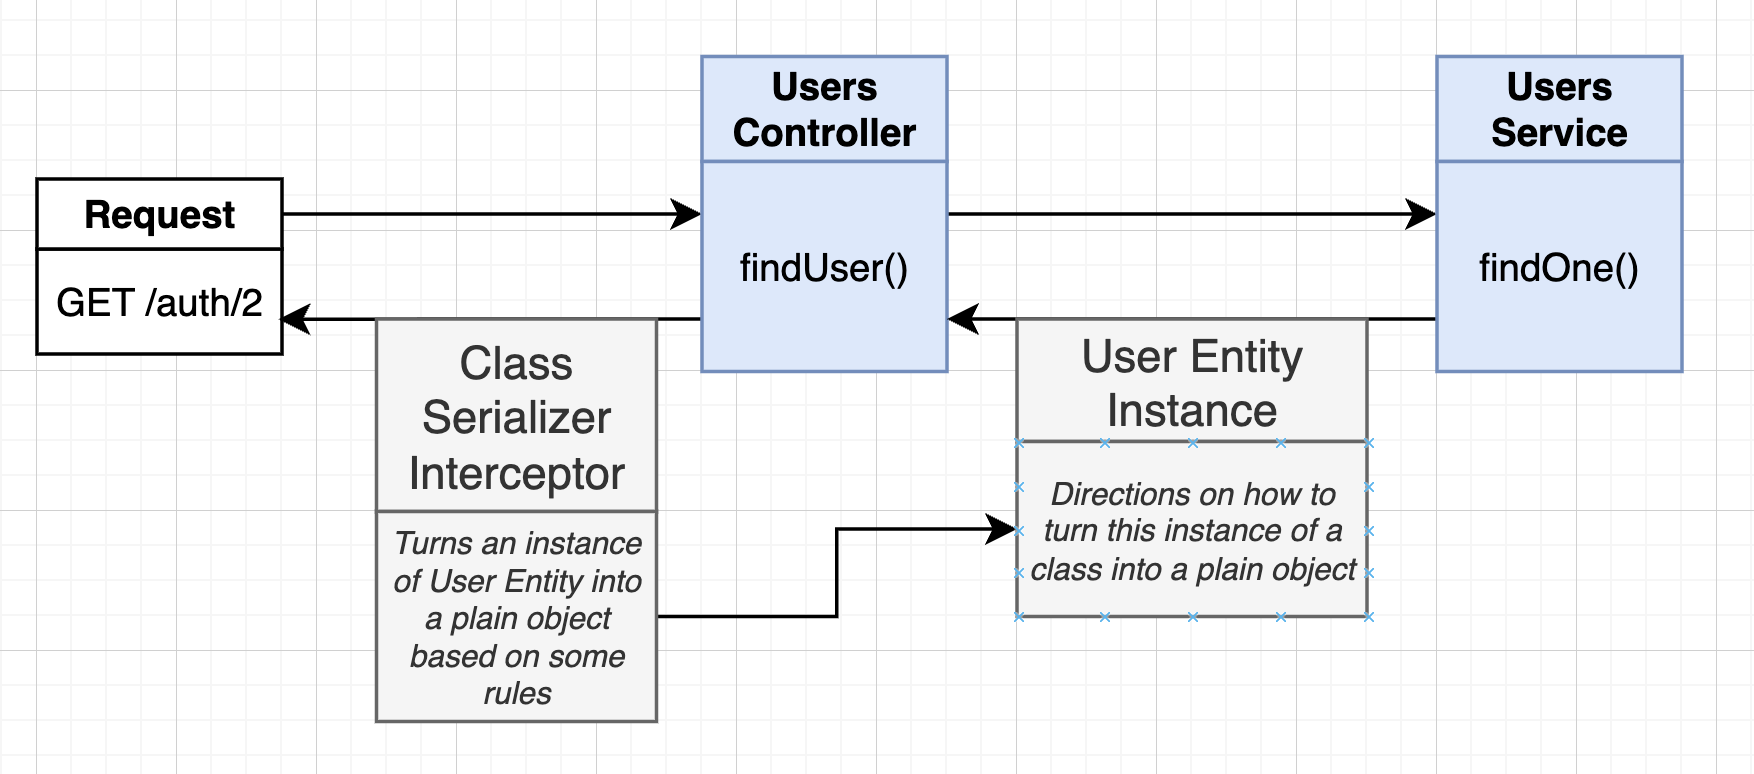 Users
Controller
findUser()
Users
Service
findOne()
Request
GET /auth/2
Class
Serializer
Interceptor
Turns an instance
of User Entity into
a plain object
based on some
rules
User Entity
Instance
Directions on how to
turn this instance of a
class into a plain object